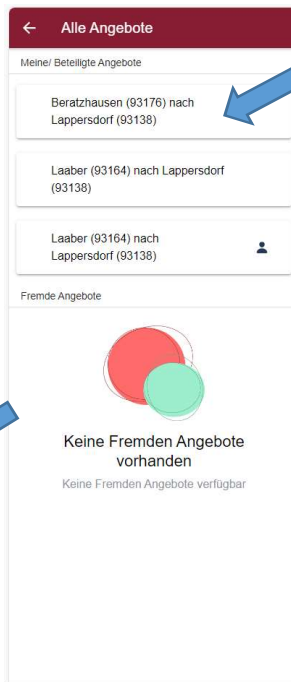 Alle Angebote
Meine/ Beteiligte Angebote
Beratzhausen (93176) nach
Lappersdorf (93138)
Laaber (93164) nach Lappersdorf
(93138)
Laaber (93164) nach
Lappersdorf (93138)
Fremde Angebote
Keine Fremden Angebote
vorhanden
Keine Fremden Angebote verfügbar